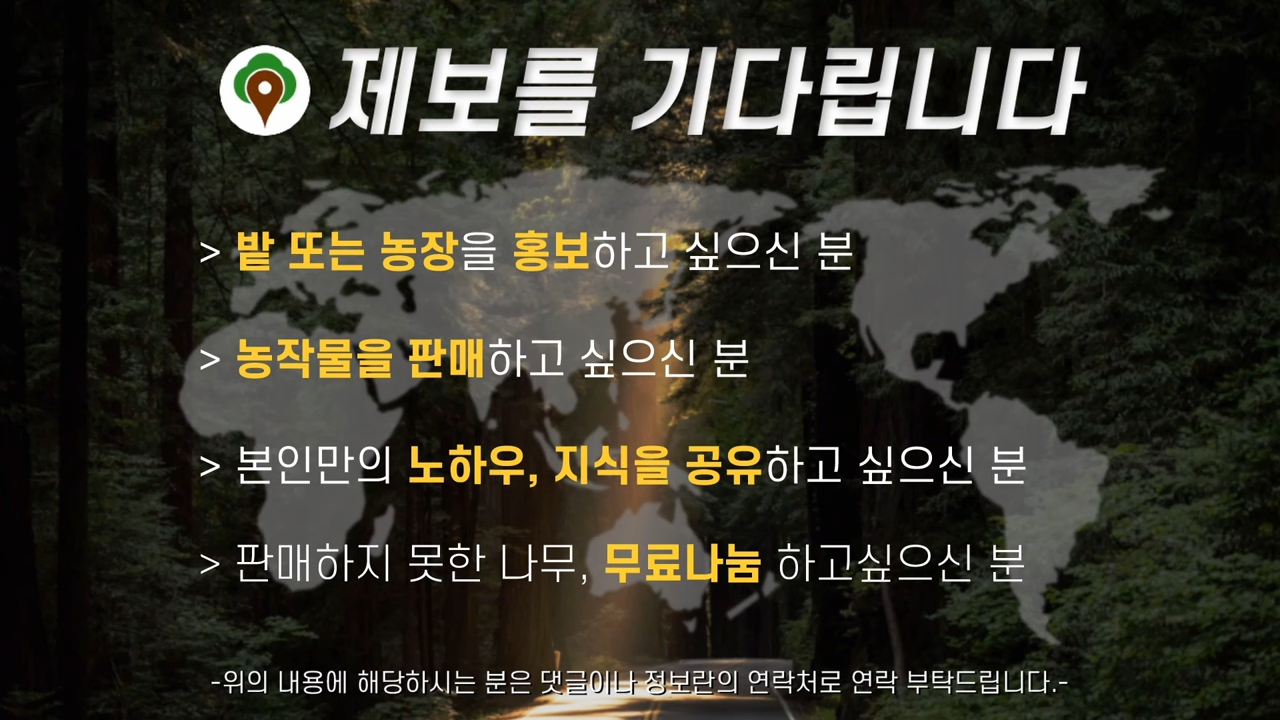 제보를 기다립니다
> 밭 또는 농장을 홍보하고 싶으신 분
> 농작물을 판매하고 싶으신 분
> 본인만의 노하우, 지식을 공유하고 싶으신 분
> 판매하지 못한 나무, 무료나눔 하고싶으신 분
-위의 내용에 해당하시는 분은 댓글이나 정보란의 연락처로 연락 부탁드립니다.-